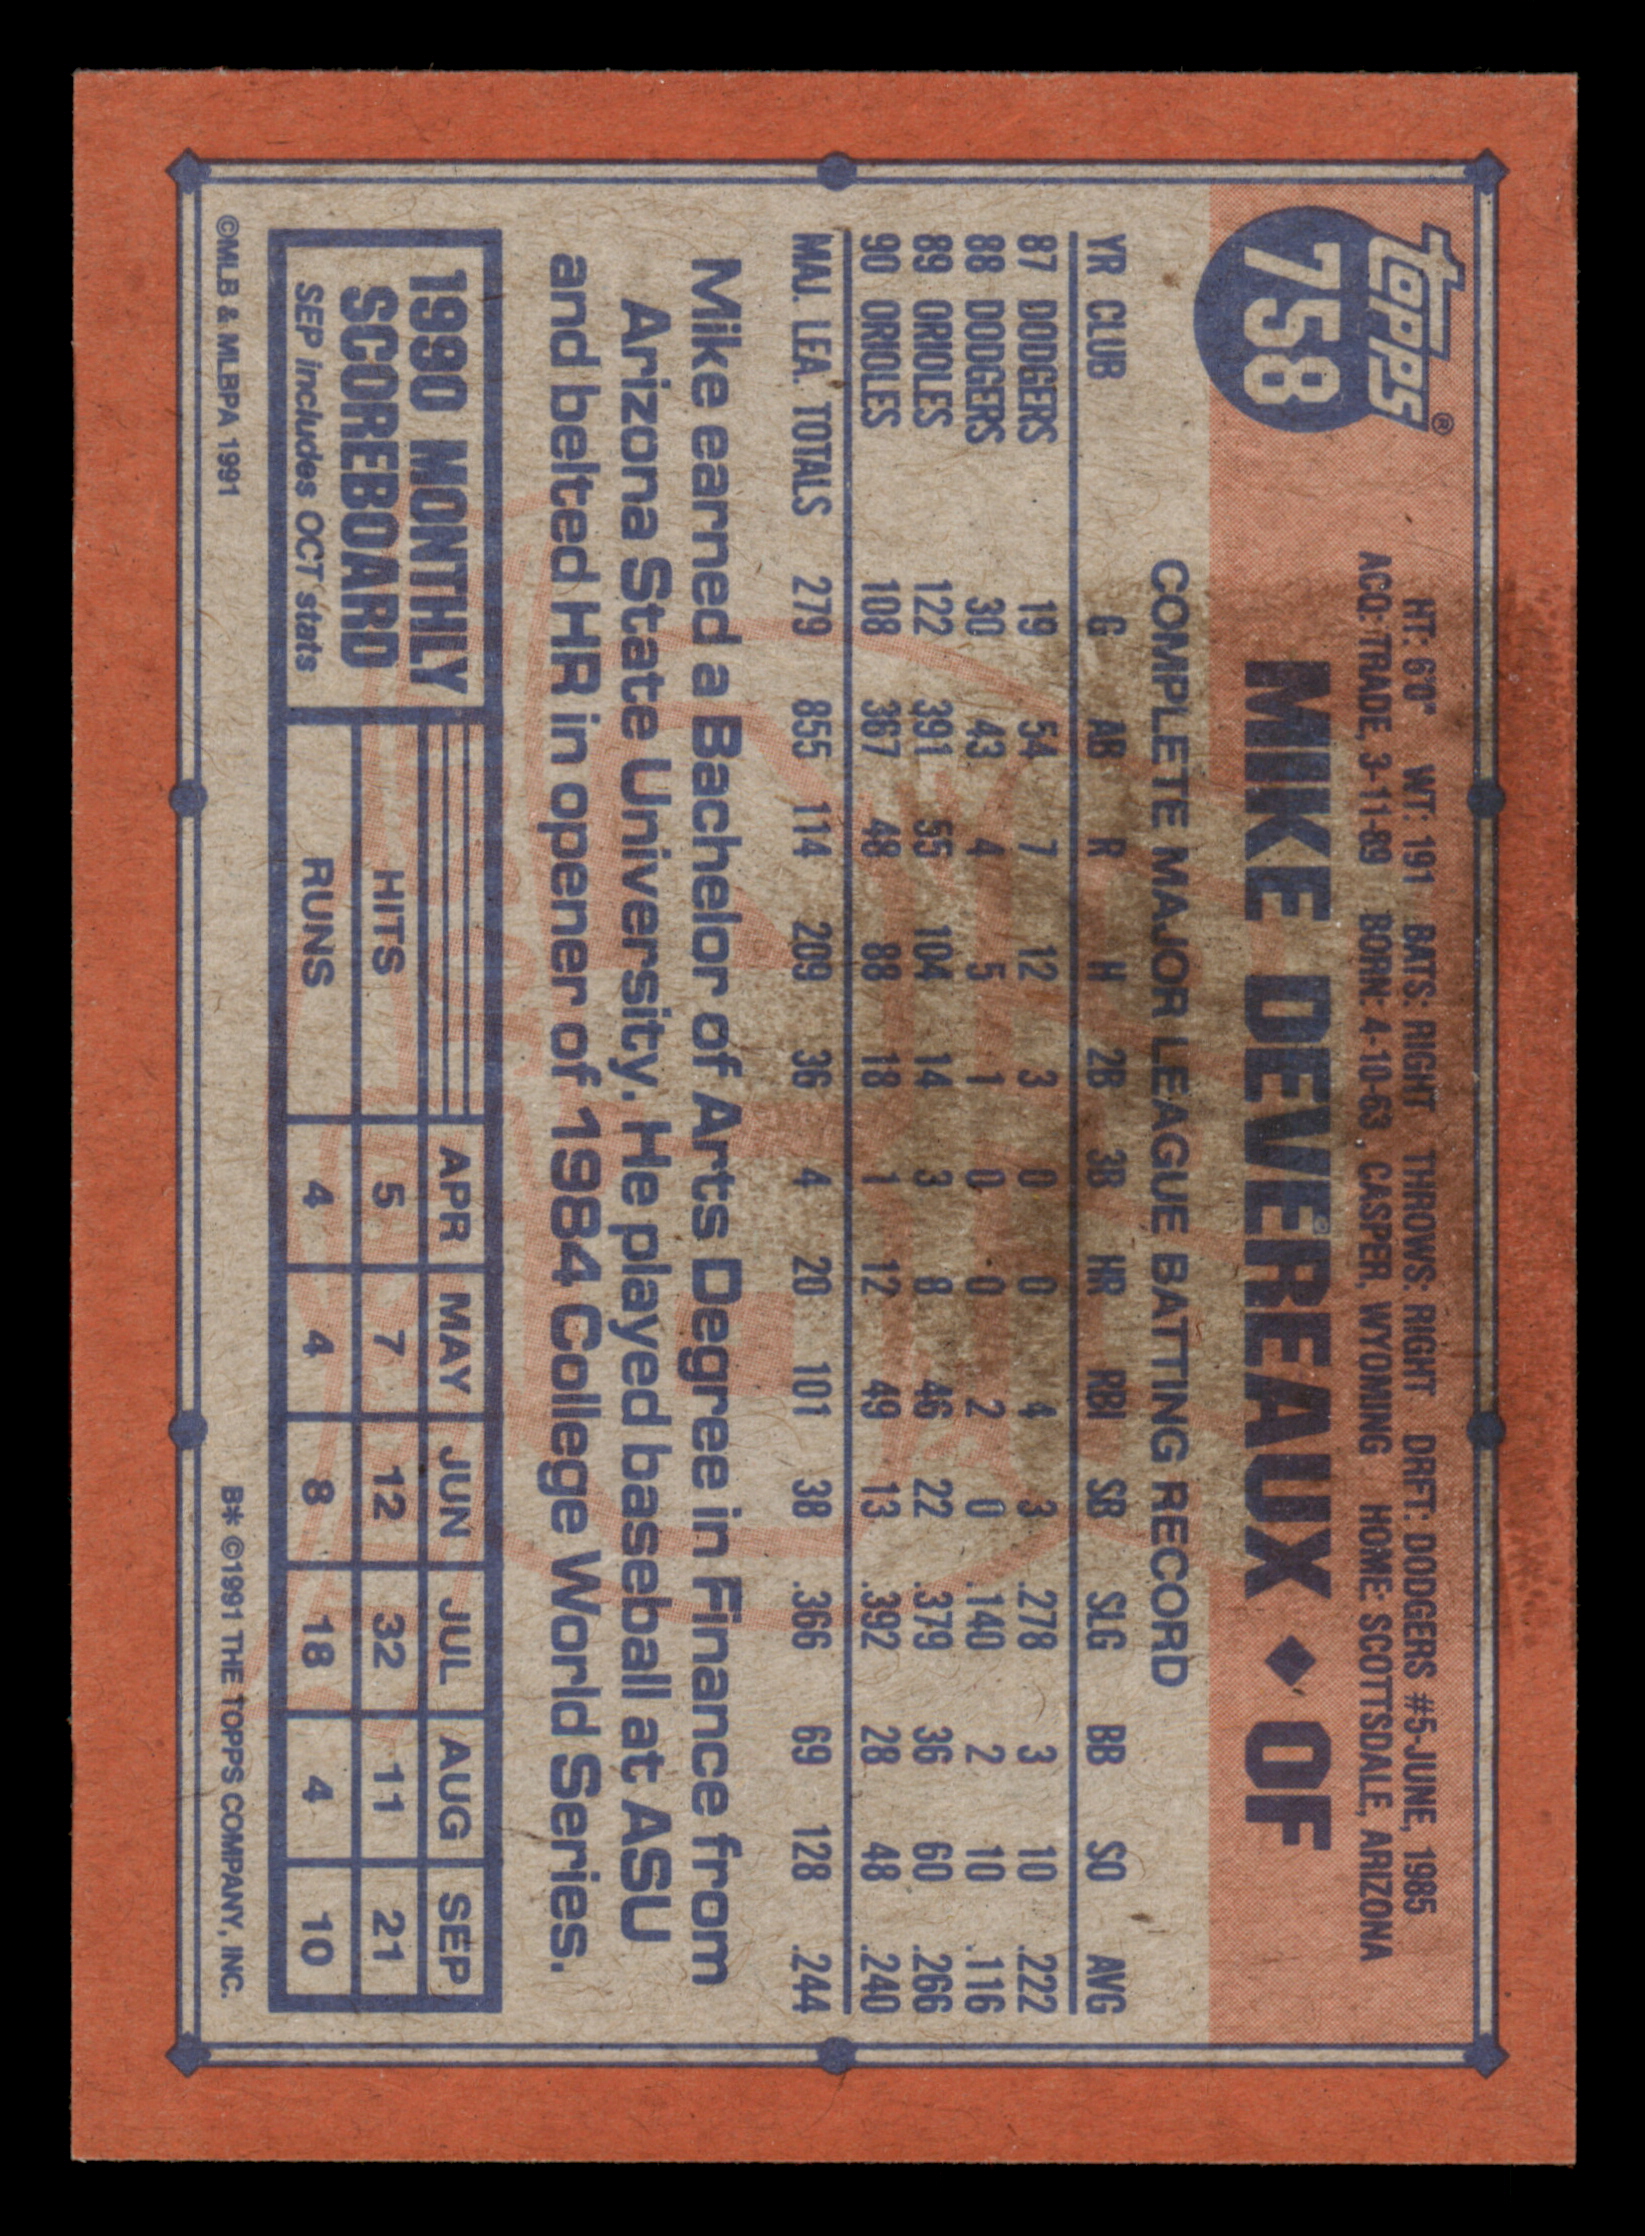 topps®
758
HT: 6'0" WT: 191 BATS: RIGHT THROWS: RIGHT DRFT: DODGERS #5-JUNE, 1985
ACQ: TRADE, 3-11-89 BORN: 4-10-63, CASPER, WYOMING HOME: SCOTTSDALE, ARIZONA
MIKE DEVEREAUX ◆ OF
COMPLETE MAJOR LEAGUE BATTING RECORD
YR CLUB G AB R H 2B 3B HR RBI SB SLG BB SO AVG
87 DODGERS 19 54 7 12 3 0 0 4 3 .278 3 10 .222
88 DODGERS 30 43 4 5 1 0 0 2 0 .140 2 10 .116
89 ORIOLES 122 391 55 104 14 3 8 46 22 .379 36 60 .266
90 ORIOLES 108 367 48 88 18 1 12 49 13 .392 28 48 .240
MAJ. LEA. TOTALS 279 855 114 209 36 4 20 101 38 .366 69 128 .244
Mike earned a Bachelor of Arts Degree in Finance from
Arizona State University. He played baseball at ASU
and belted HR in opener of 1984 College World Series.
1990 MONTHLY
SCOREBOARD
SEP includes OCT stats
APR MAY JUN JUL AUG SEP
HITS 5 7 12 32 11 21
RUNS 4 4 8 18 4 10
©MLB & MLBPA 1991 B* ©1991 THE TOPPS COMPANY, INC.